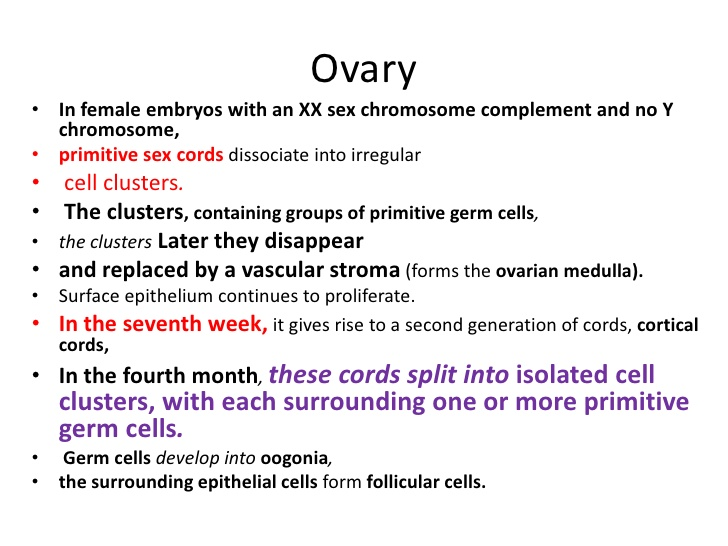 Ovary
• In female embryos with an XX sex chromosome complement and no Y
chromosome,
• primitive sex cords dissociate into irregular
• cell clusters.
• The clusters, containing groups of primitive germ cells,
• the clusters Later they disappear
• and replaced by a vascular stroma (forms the ovarian medulla).
• Surface epithelium continues to proliferate.
• In the seventh week, it gives rise to a second generation of cords, cortical
cords,
• In the fourth month, these cords split into isolated cell
clusters, with each surrounding one or more primitive
germ cells.
• Germ cells develop into oogonia,
• the surrounding epithelial cells form follicular cells.